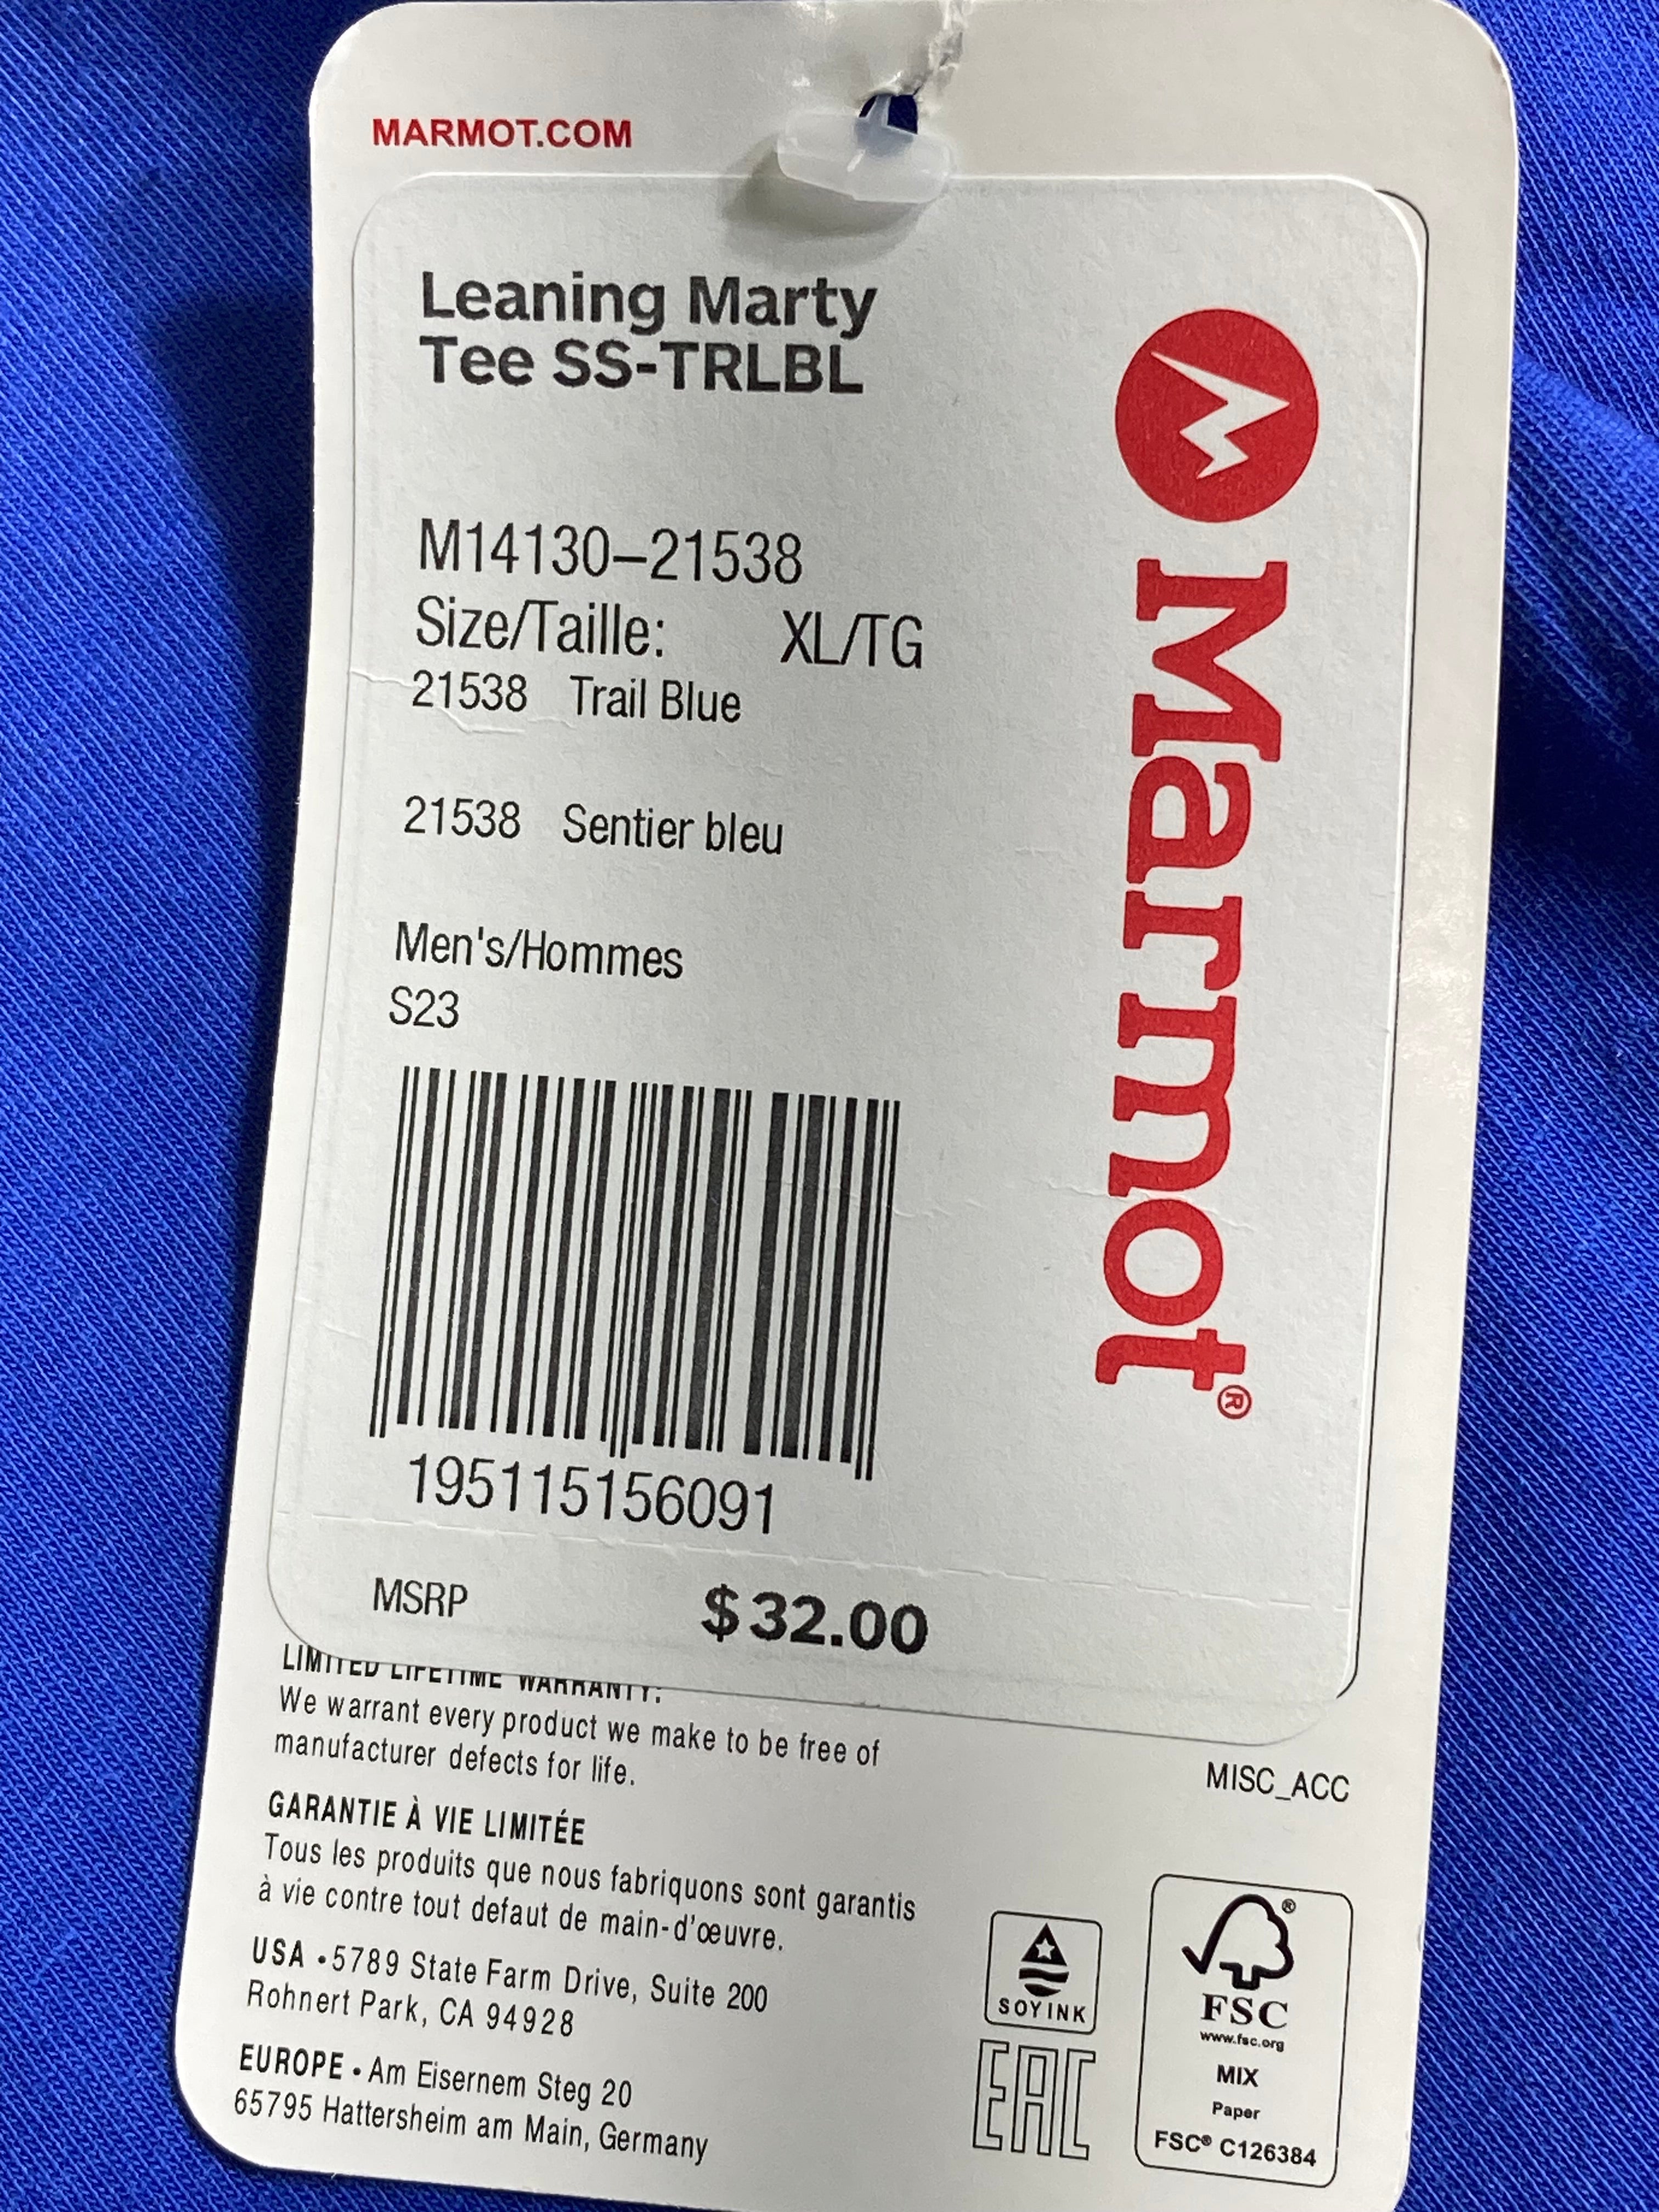 MARMOT.COM
Leaning Marty
Tee SS-TRLBL
M14130-21538
Size/Taille: XL/TG
21538 Trail Blue
21538 Sentier bleu
Men's/Hommes
S23
195115156091
MSRP $32.00
Marmot®
LIMITED LIFETIME WARRANTY:
We warrant every product we make to be free of
manufacturer defects for life.
MISC_ACC
GARANTIE À VIE LIMITÉE
Tous les produits que nous fabriquons sont garantis
à vie contre tout defaut de main-d'œuvre.
USA • 5789 State Farm Drive, Suite 200
Rohnert Park, CA 94928
EUROPE • Am Eisernem Steg 20
65795 Hattersheim am Main, Germany
SOY INK
EAC
®
FSC
www.fsc.org
MIX
Paper
FSC® C126384